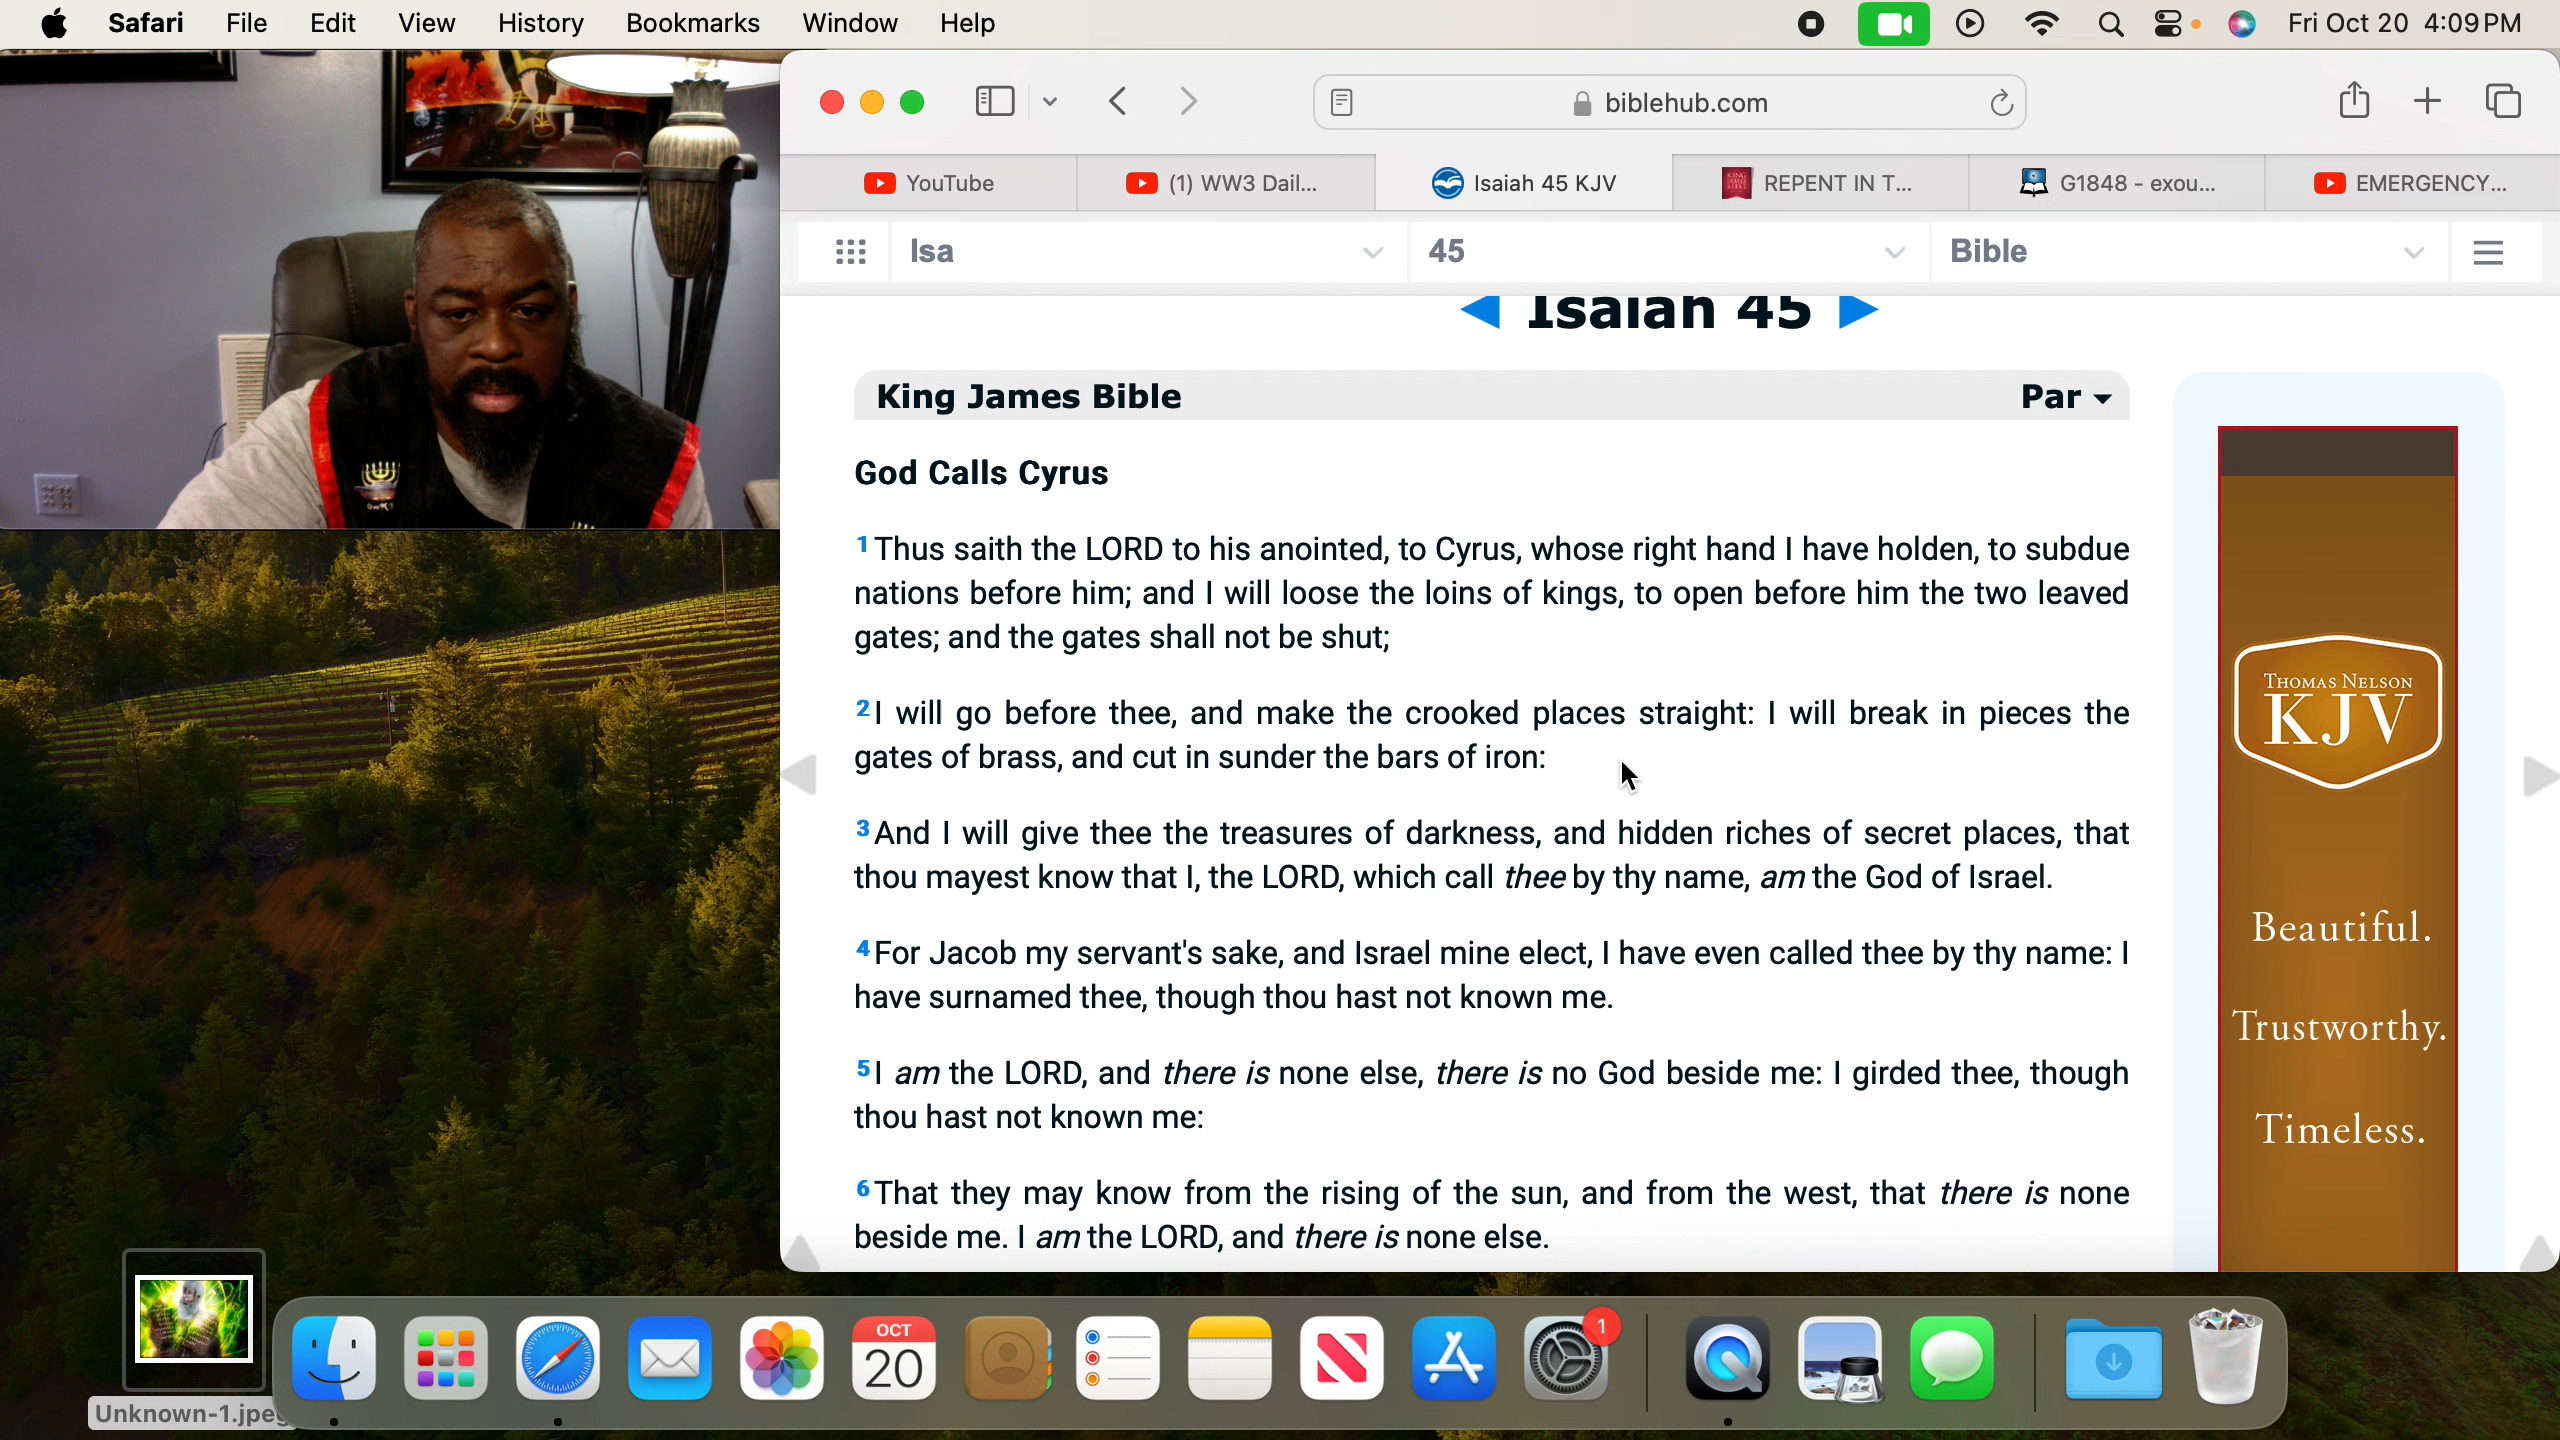 Safari File Edit View History Bookmarks Window Help Fri Oct 20 4:09 PM
biblehub.com
YouTube (1) WW3 Dail... Isaiah 45 KJV REPENT IN T... G1848 - exou... EMERGENCY...
Isa 45 Bible
Isaiah 45
King James Bible Par
God Calls Cyrus
1 Thus saith the LORD to his anointed, to Cyrus, whose right hand I have holden, to subdue
nations before him; and I will loose the loins of kings, to open before him the two leaved
gates; and the gates shall not be shut;
2 I will go before thee, and make the crooked places straight: I will break in pieces the
gates of brass, and cut in sunder the bars of iron:
3 And I will give thee the treasures of darkness, and hidden riches of secret places, that
thou mayest know that I, the LORD, which call thee by thy name, am the God of Israel.
4 For Jacob my servant's sake, and Israel mine elect, I have even called thee by thy name: I
have surnamed thee, though thou hast not known me.
5 I am the LORD, and there is none else, there is no God beside me: I girded thee, though
thou hast not known me:
6 That they may know from the rising of the sun, and from the west, that there is none
beside me. I am the LORD, and there is none else.
THOMAS NELSON
KJV
Beautiful.
Trustworthy.
Timeless.
Unknown-1.jpeg
OCT
20
1